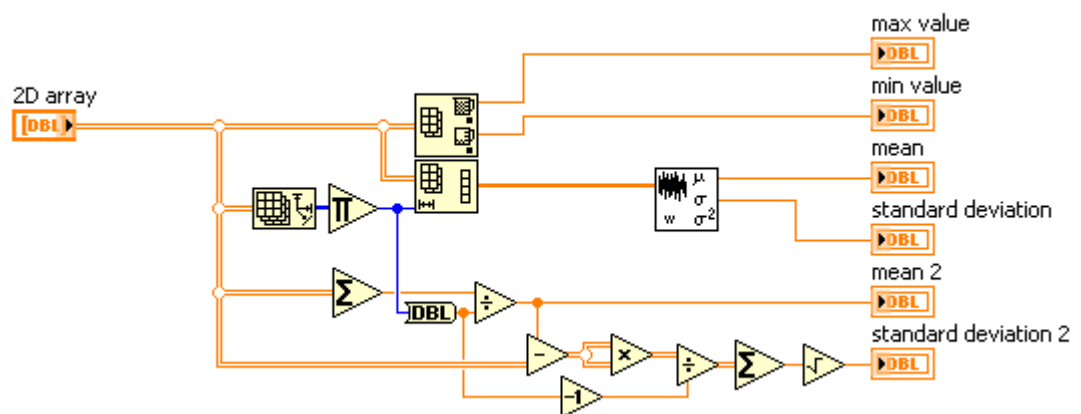 max value
DBL
min value
DBL
2D array
[DBL]
mean
DBL
μ
σ
w σ²
standard deviation
DBL
Π
mean 2
DBL
Σ
÷
DBL
standard deviation 2
DBL
-
×
÷
Σ
√
-1